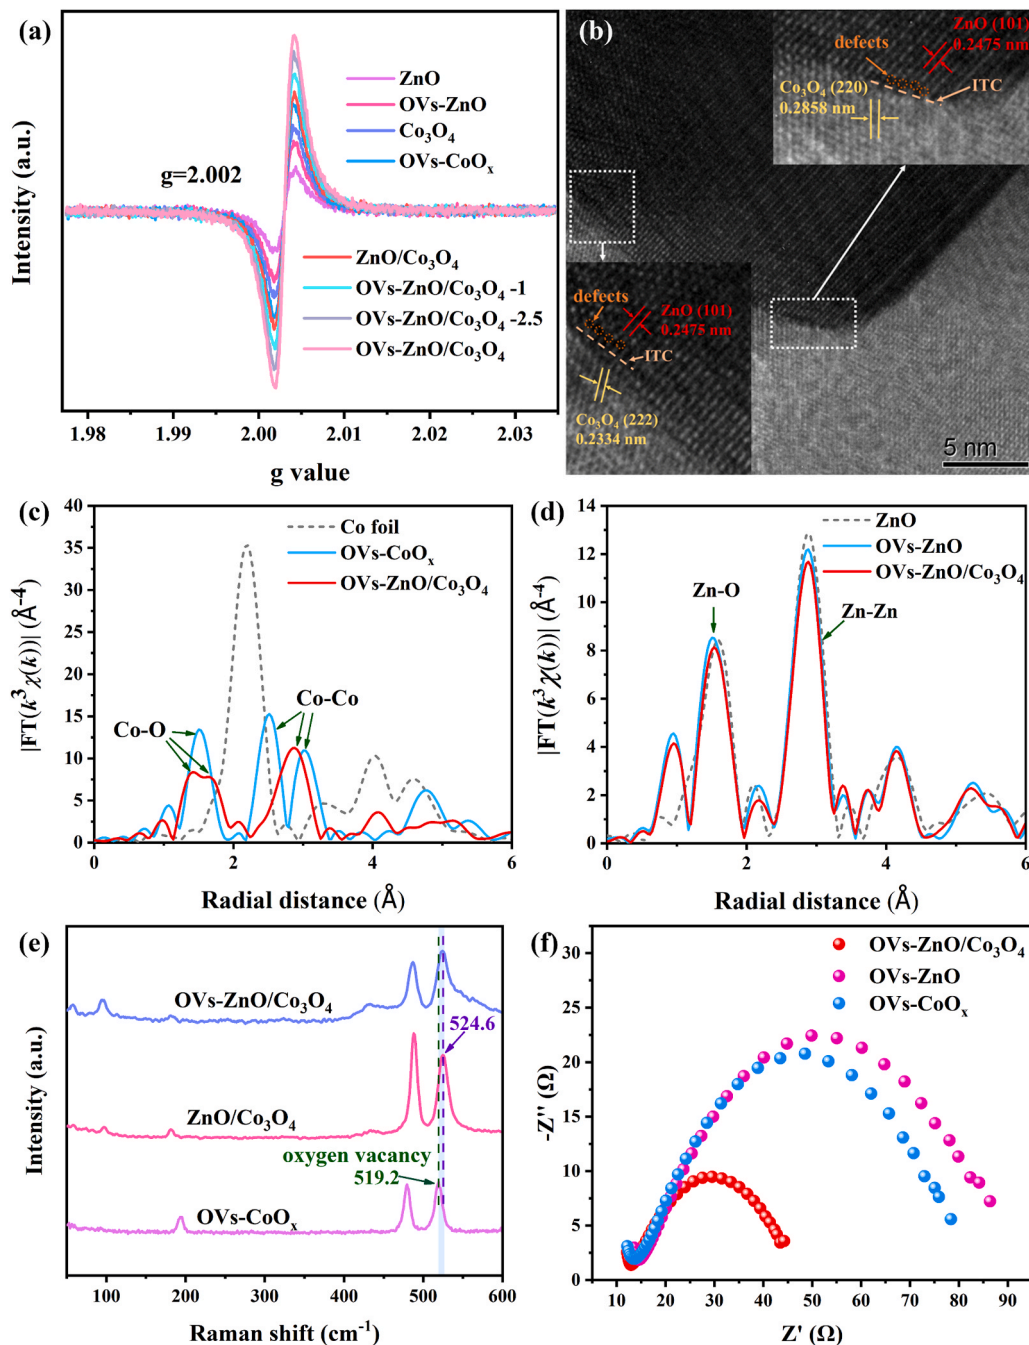 (a)
ZnO
OVs-ZnO
Co₃O₄
OVs-CoOₓ
g=2.002
ZnO/Co₃O₄
OVs-ZnO/Co₃O₄ -1
OVs-ZnO/Co₃O₄ -2.5
OVs-ZnO/Co₃O₄
Intensity (a.u.)
1.98 1.99 2.00 2.01 2.02 2.03
g value
(b)
ZnO (101)
0.2475 nm
defects
Co₃O₄ (220)
0.2858 nm
ITC
defects
ZnO (101)
0.2475 nm
ITC
Co₃O₄ (222)
0.2334 nm
5 nm
(c)
Co foil
OVs-CoOₓ
OVs-ZnO/Co₃O₄
Co-O
Co-Co
|FT(k³χ(k))| (Å⁻⁴)
40
35
30
25
20
15
10
5
0
0 2 4 6
Radial distance (Å)
(d)
ZnO
OVs-ZnO
OVs-ZnO/Co₃O₄
Zn-O
Zn-Zn
|FT(k³χ(k))| (Å⁻⁴)
14
12
10
8
6
4
2
0
0 2 4 6
Radial distance (Å)
(e)
OVs-ZnO/Co₃O₄
524.6
ZnO/Co₃O₄
oxygen vacancy
519.2
OVs-CoOₓ
Intensity (a.u.)
100 200 300 400 500 600
Raman shift (cm⁻¹)
(f)
OVs-ZnO/Co₃O₄
OVs-ZnO
OVs-CoOₓ
-Z'' (Ω)
30
25
20
15
10
5
0
10 20 30 40 50 60 70 80 90
Z' (Ω)